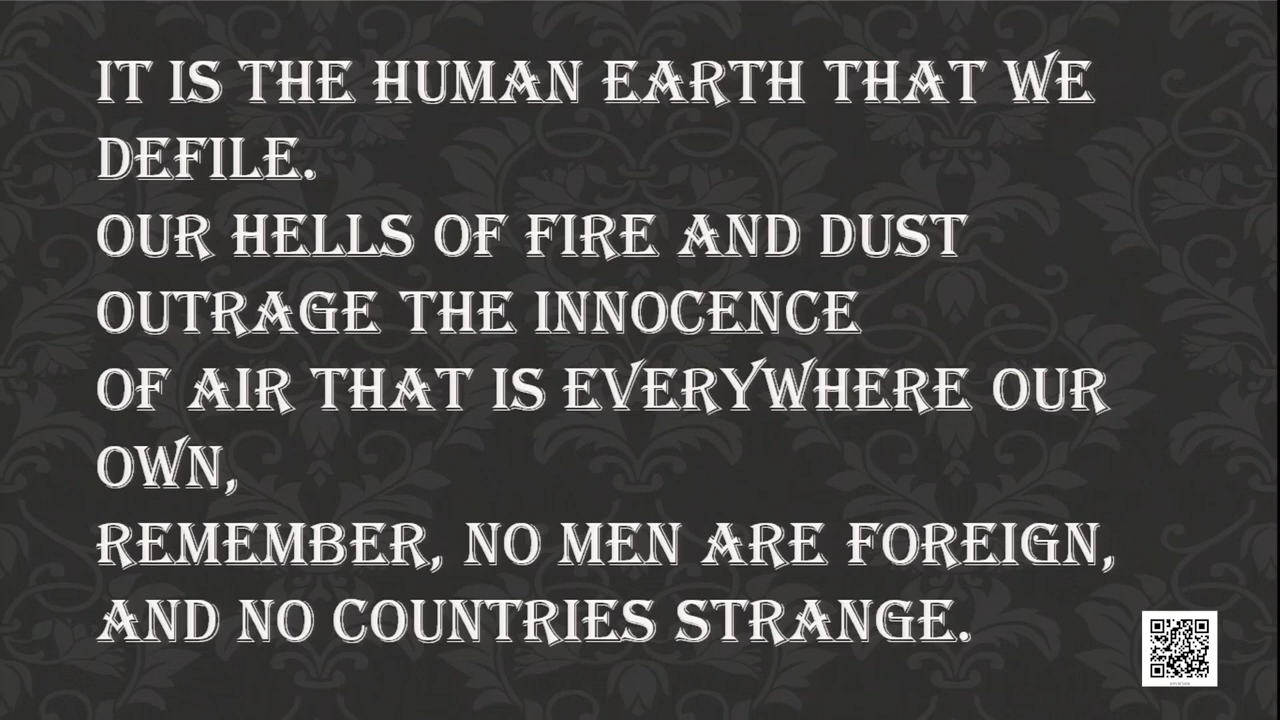 IT IS THE HUMAN EARTH THAT WE
DEFILE.
OUR HELLS OF FIRE AND DUST
OUTRAGE THE INNOCENCE
OF AIR THAT IS EVERYWHERE OUR
OWN,
REMEMBER, NO MEN ARE FOREIGN,
AND NO COUNTRIES STRANGE.